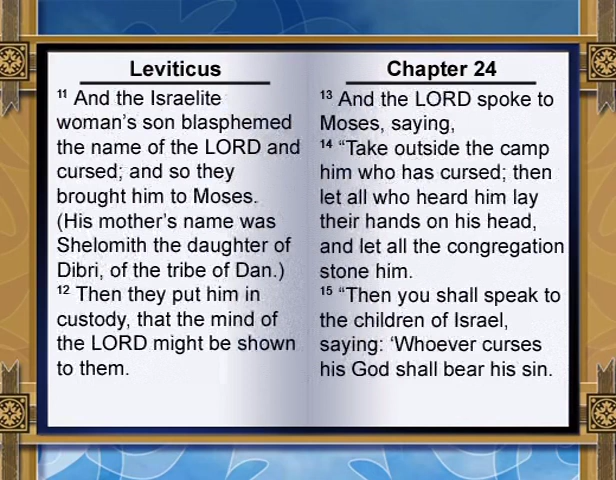 Leviticus
¹¹ And the Israelite
woman's son blasphemed
the name of the LORD and
cursed; and so they
brought him to Moses.
(His mother's name was
Shelomith the daughter of
Dibri, of the tribe of Dan.)
¹² Then they put him in
custody, that the mind of
the LORD might be shown
to them.
Chapter 24
¹³ And the LORD spoke to
Moses, saying,
¹⁴ “Take outside the camp
him who has cursed; then
let all who heard him lay
their hands on his head,
and let all the congregation
stone him.
¹⁵ “Then you shall speak to
the children of Israel,
saying: ‘Whoever curses
his God shall bear his sin.